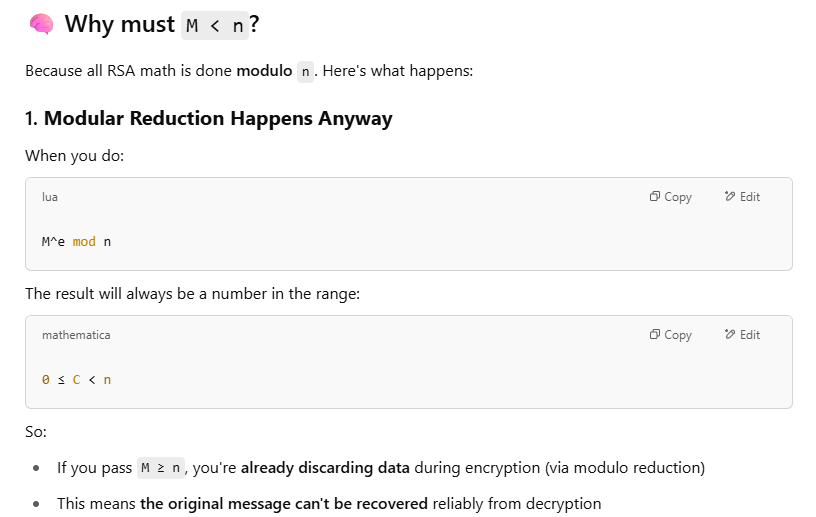 🧠 Why must M < n?
Because all RSA math is done modulo n. Here's what happens:
1. Modular Reduction Happens Anyway
When you do:
lua Copy Edit
M^e mod n
The result will always be a number in the range:
mathematica Copy Edit
0 ≤ C < n
So:
• If you pass M ≥ n, you're already discarding data during encryption (via modulo reduction)
• This means the original message can't be recovered reliably from decryption